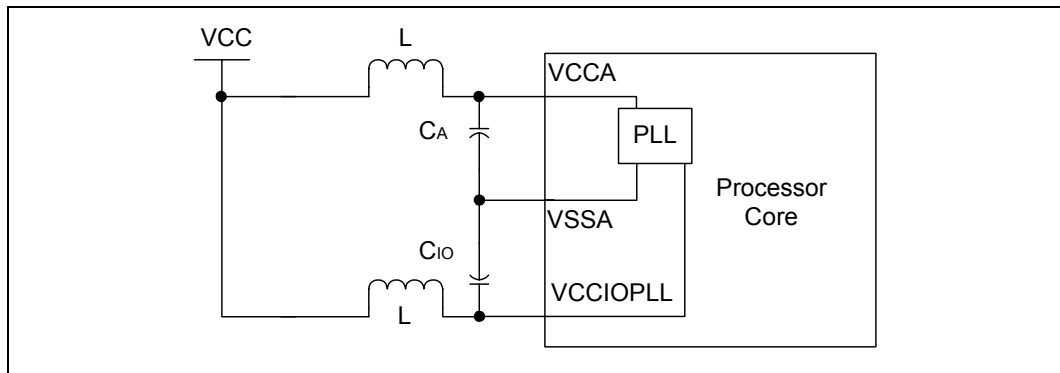 VCC
L
VCCA
CA
PLL
Processor
Core
VSSA
CIO
VCCIOPLL
L